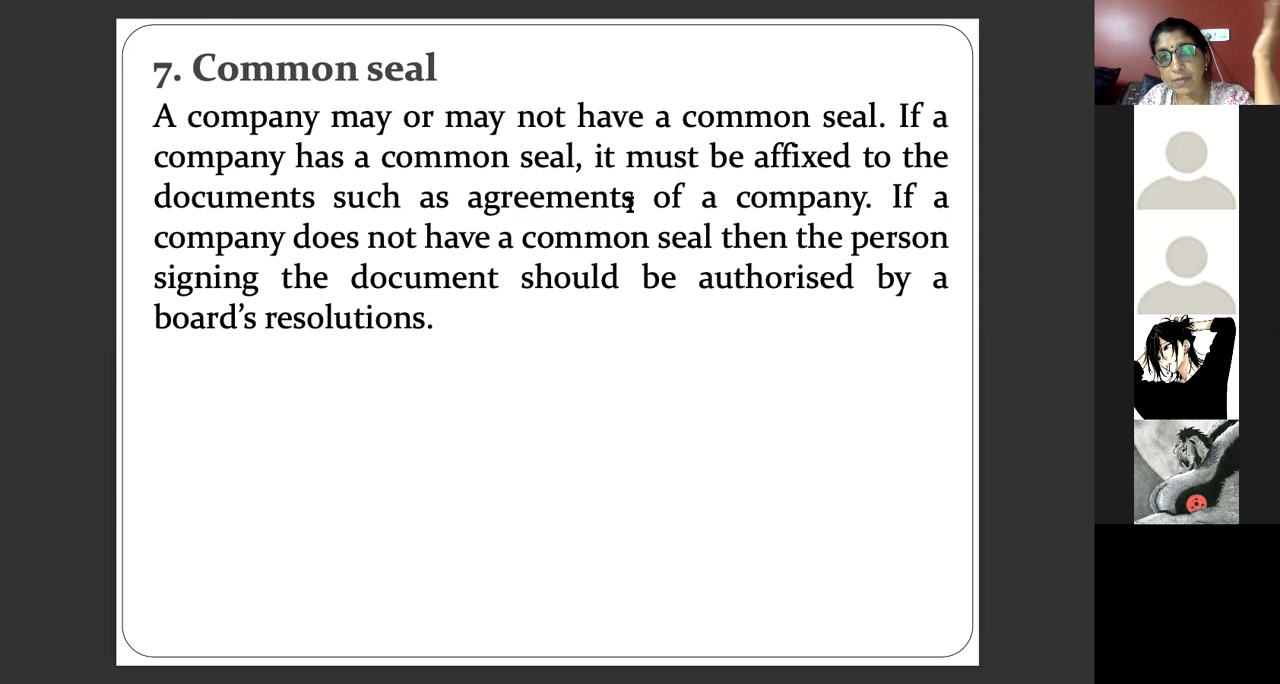 7. Common seal
A company may or may not have a common seal. If a
company has a common seal, it must be affixed to the
documents such as agreements of a company. If a
company does not have a common seal then the person
signing the document should be authorised by a
board’s resolutions.